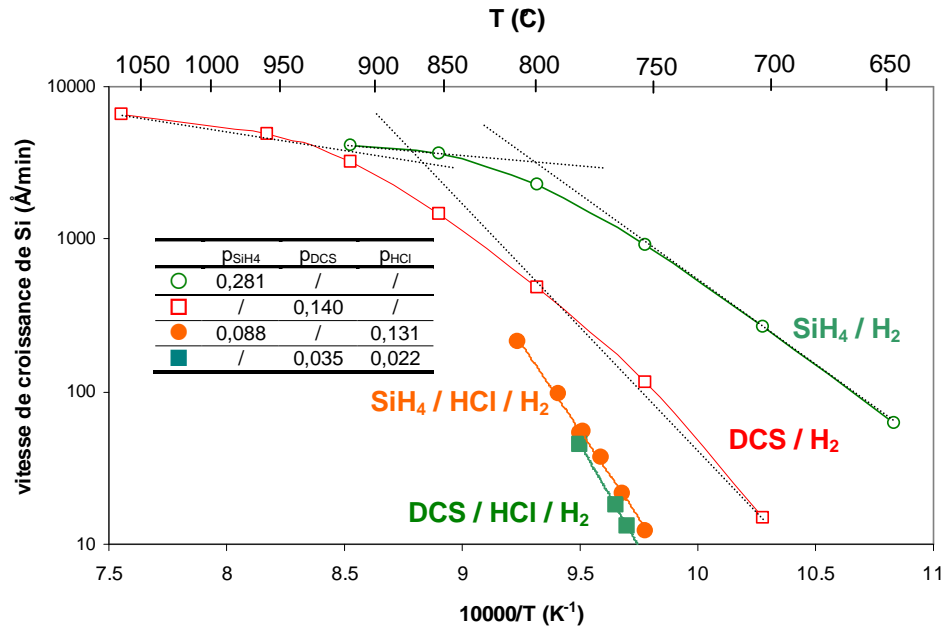 T (°C)
1050 1000 950 900 850 800 750 700 650
10000
1000
100
10
vitesse de croissance de Si (Å/min)
pSiH4 pDCS pHCl
0,281 / /
/ 0,140 /
0,088 / 0,131
/ 0,035 0,022
SiH4 / H2
SiH4 / HCl / H2
DCS / H2
DCS / HCl / H2
7.5 8 8.5 9 9.5 10 10.5 11
10000/T (K-1)